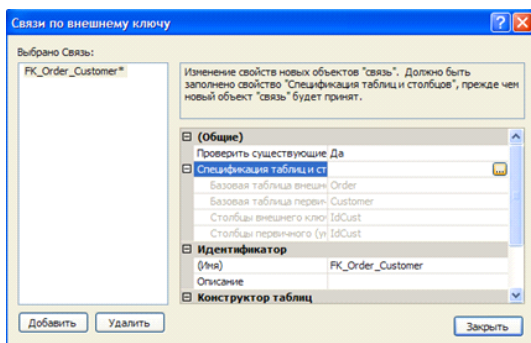 Связи по внешнему ключу
Выбрано Связь:
FK_Order_Customer*
Изменение свойств новых объектов "связь". Должно быть
заполнено свойство "Спецификация таблиц и столбцов", прежде чем
новый объект "связь" будет принят.
(Общие)
Проверить существующие Да
Спецификация таблиц и ст ...
Базовая таблица внешн Order
Базовая таблица первич Customer
Столбцы внешнего клю IdCust
Столбцы первичного (у IdCust
Идентификатор
(Имя) FK_Order_Customer
Описание
Конструктор таблиц
Добавить Удалить Закрыть